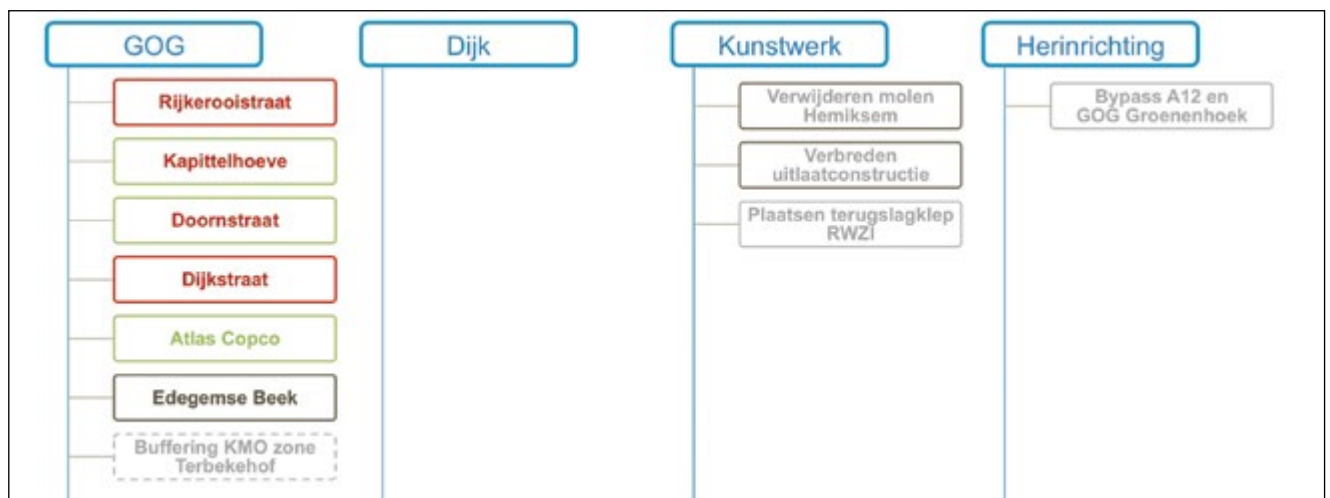 GOG
Rijkerooistraat
Kapittelhoeve
Doornstraat
Dijkstraat
Atlas Copco
Edegemse Beek
Buffering KMO zone
Terbekehof
Dijk
Kunstwerk
Verwijderen molen
Hemiksem
Verbreden
uitlaatconstructie
Plaatsen terugslagklep
RWZI
Herinrichting
Bypass A12 en
GOG Groenenhoek